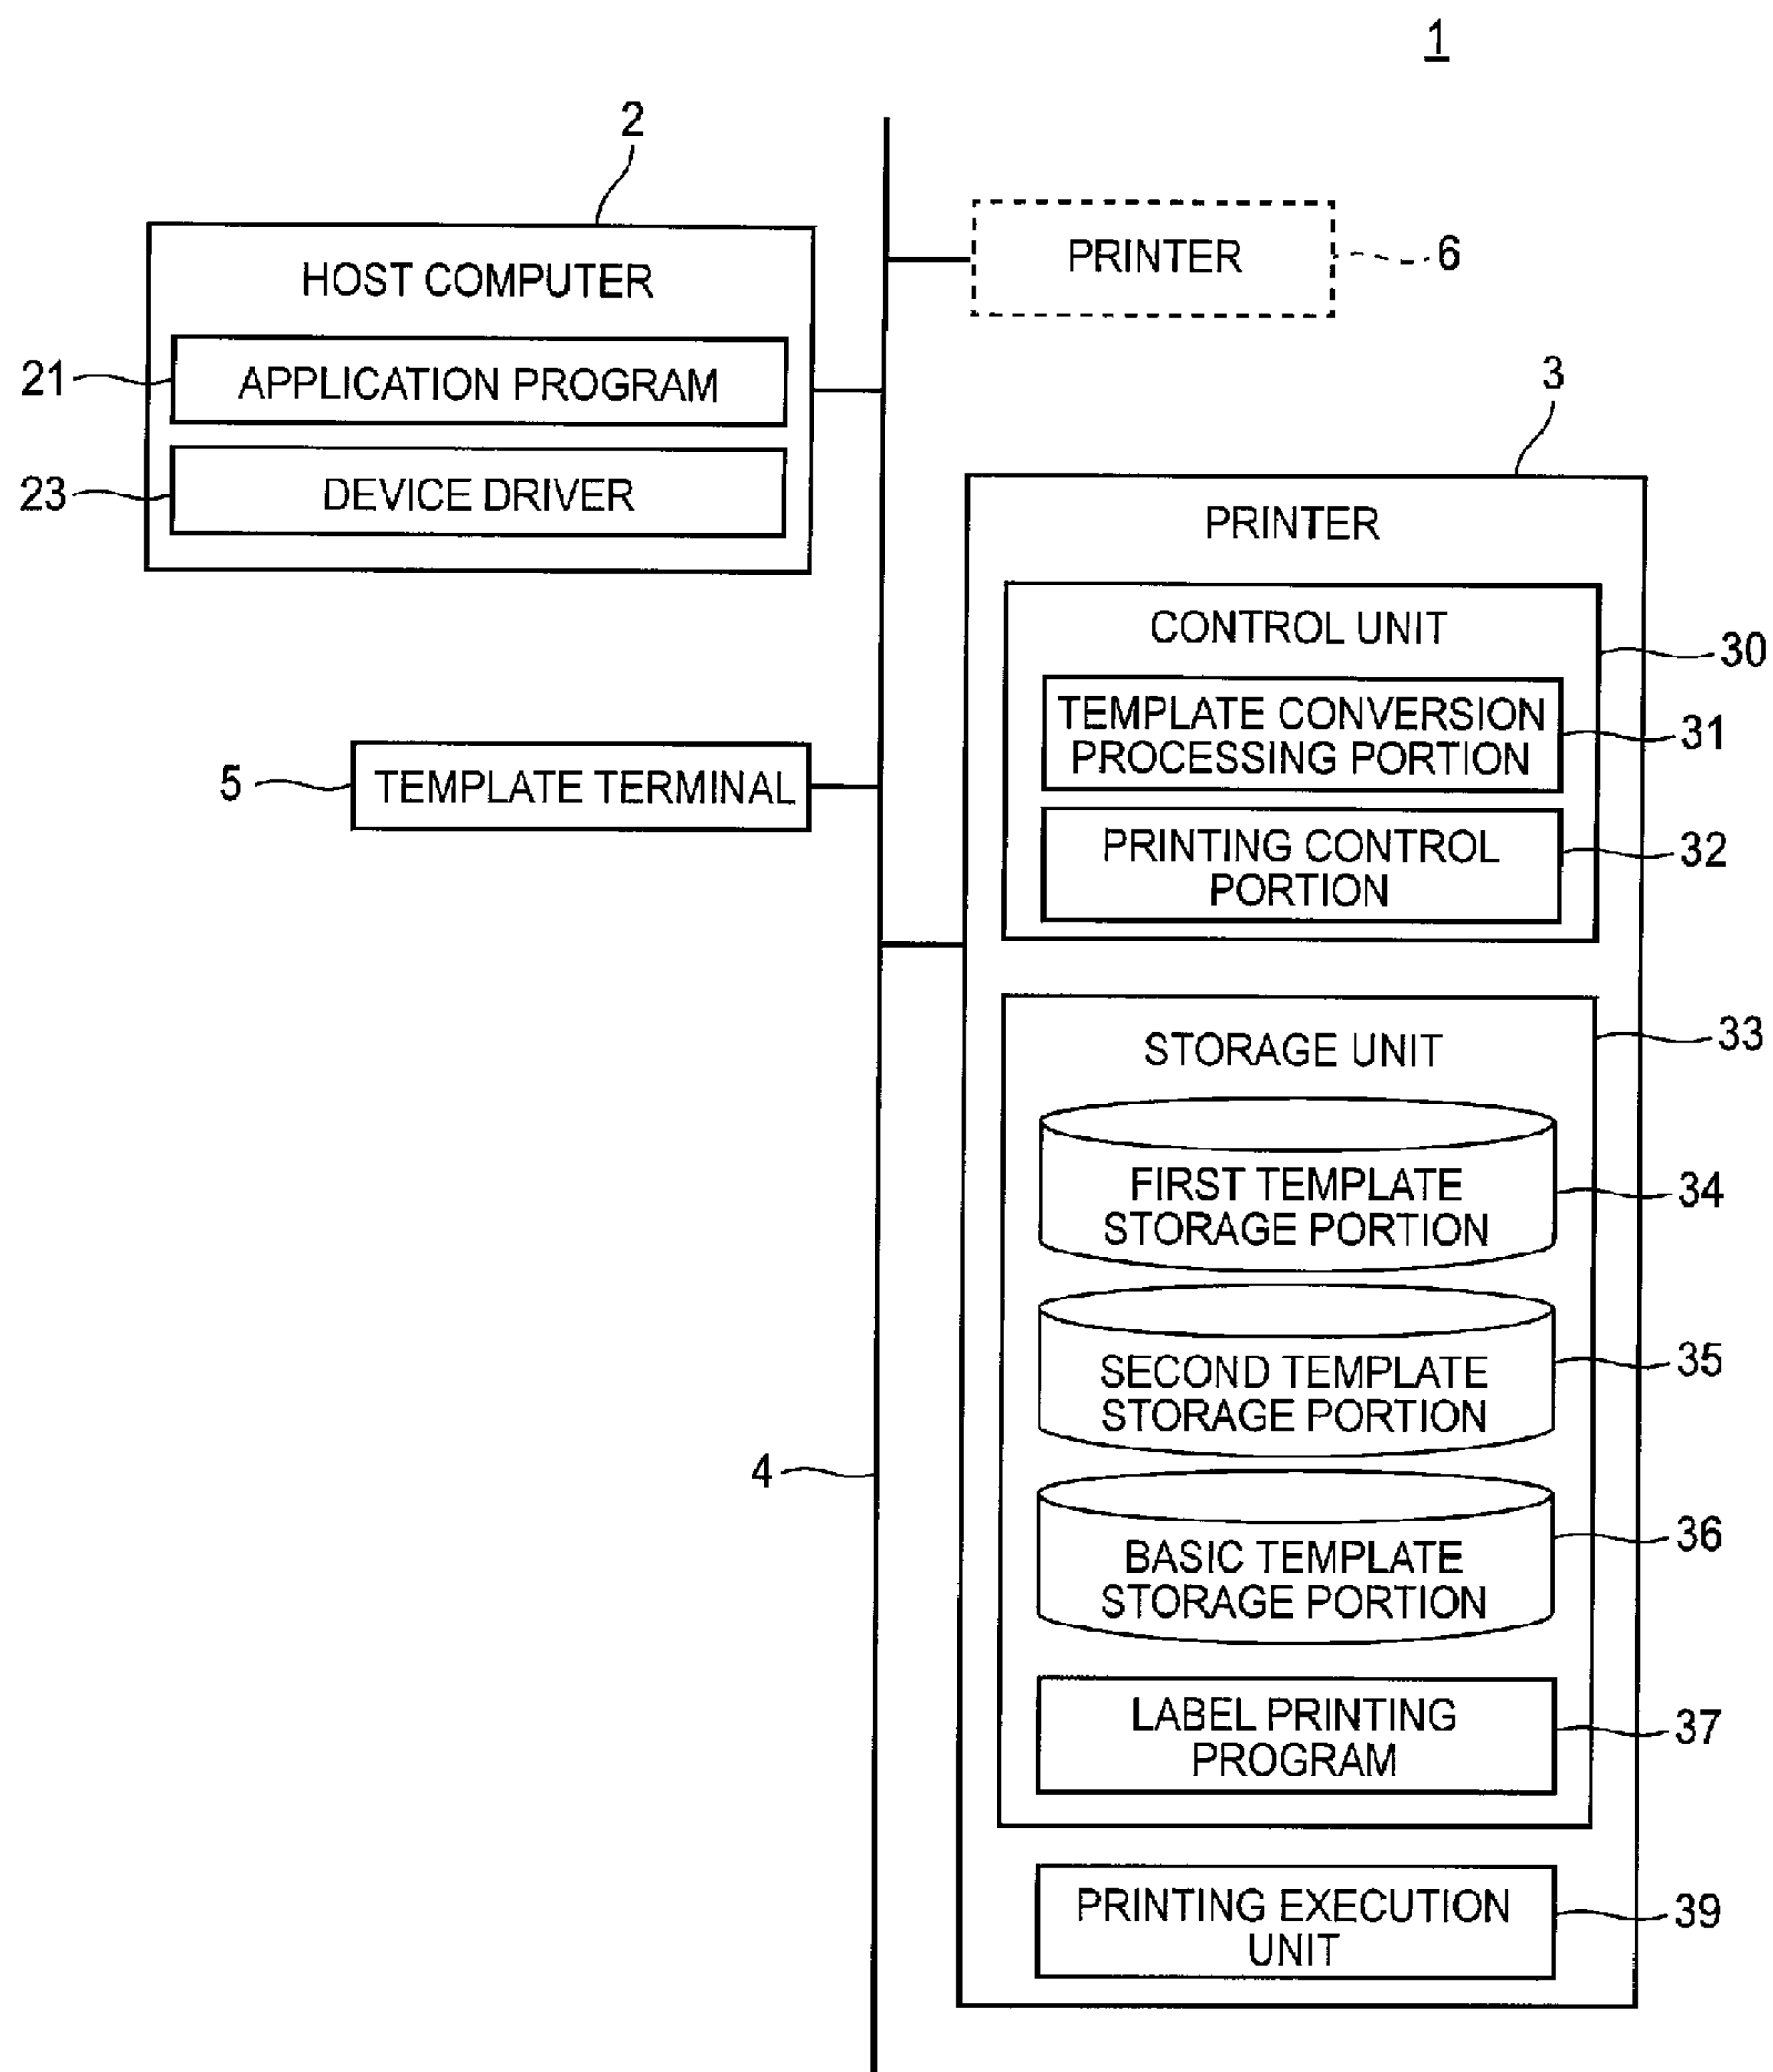 1
2
HOST COMPUTER
21
APPLICATION PROGRAM
23
DEVICE DRIVER
PRINTER
6
3
PRINTER
CONTROL UNIT
30
TEMPLATE CONVERSION
PROCESSING PORTION
31
PRINTING CONTROL
PORTION
32
5
TEMPLATE TERMINAL
STORAGE UNIT
33
FIRST TEMPLATE
STORAGE PORTION
34
SECOND TEMPLATE
STORAGE PORTION
35
4
BASIC TEMPLATE
STORAGE PORTION
36
LABEL PRINTING
PROGRAM
37
PRINTING EXECUTION
UNIT
39